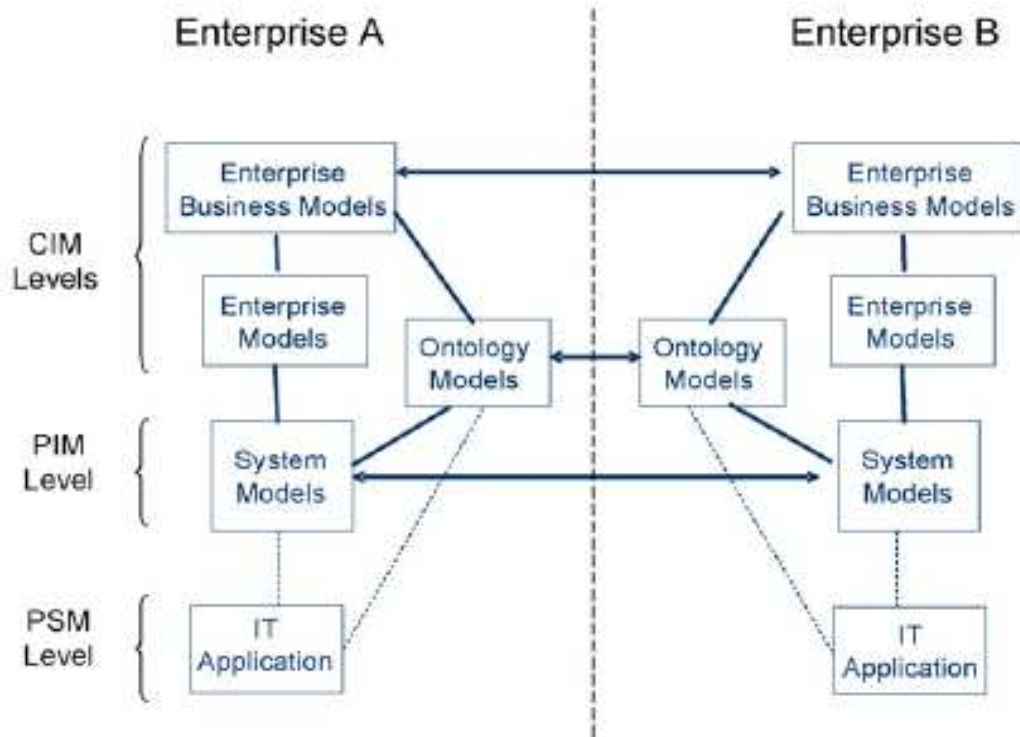 Enterprise A
Enterprise B
CIM
Levels
Enterprise
Business Models
Enterprise
Models
Ontology
Models
Ontology
Models
Enterprise
Business Models
Enterprise
Models
PIM
Level
System
Models
System
Models
PSM
Level
IT
Application
IT
Application